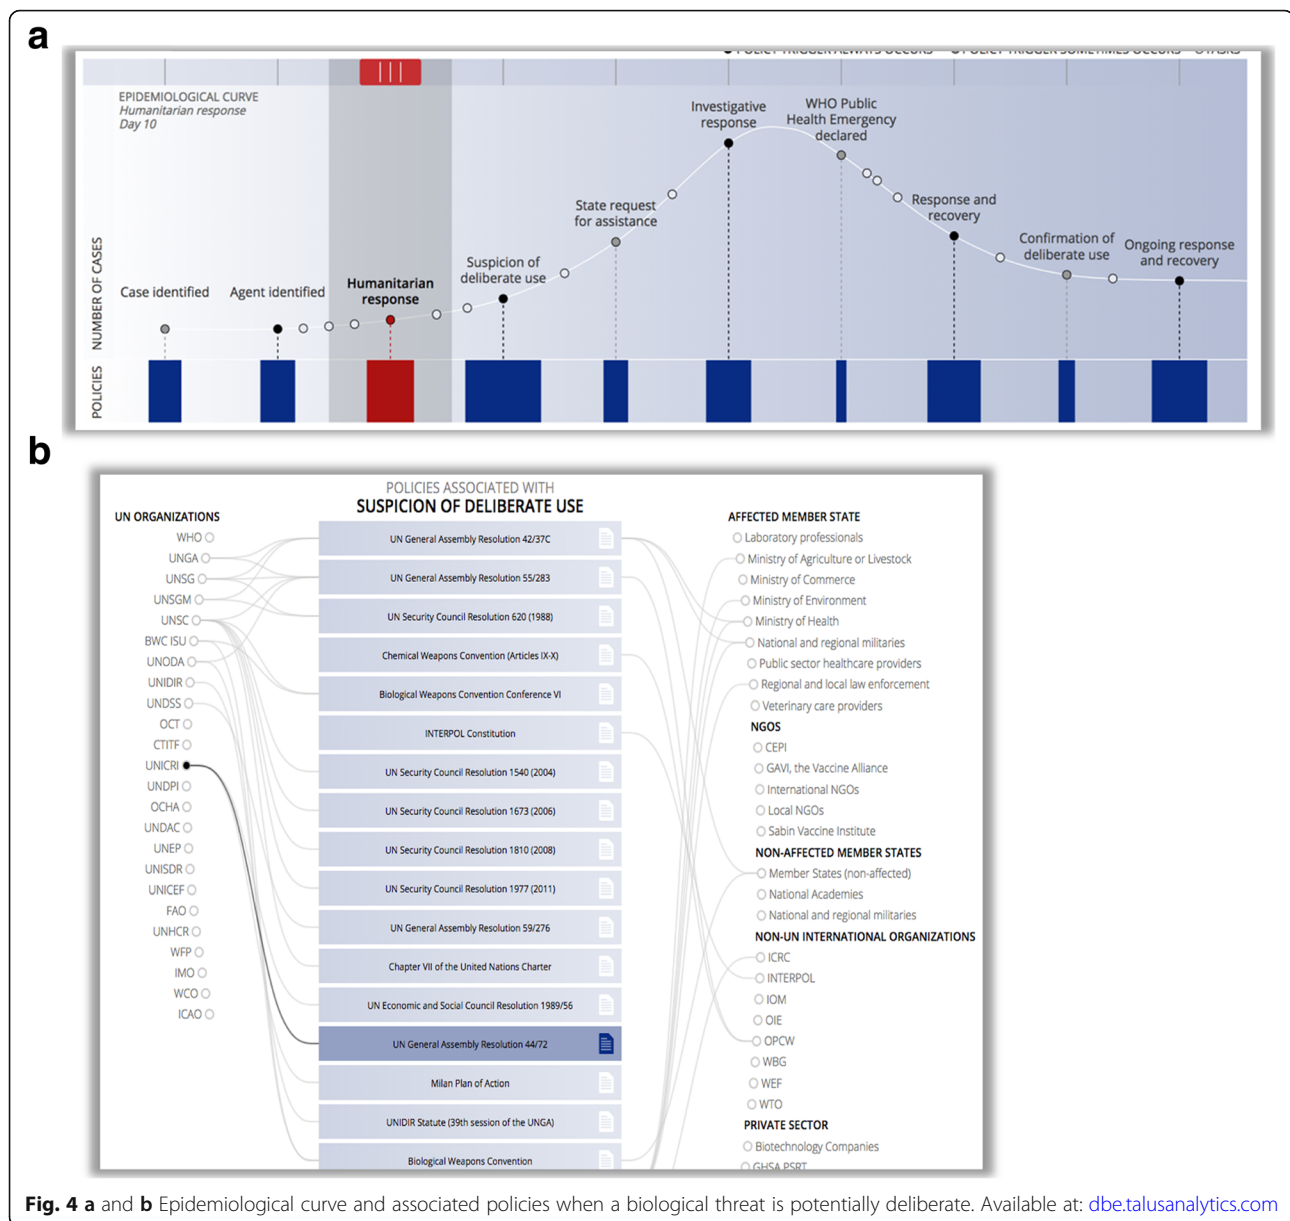 a
POLICY TRIGGER ALWAYS OCCURS POLICY TRIGGER SOMETIMES OCCURS TASKS
EPIDEMIOLOGICAL CURVE
Humanitarian response
Day 10
NUMBER OF CASES
POLICIES
Case identified
Agent identified
Humanitarian
response
Suspicion of
deliberate use
State request
for assistance
Investigative
response
WHO Public
Health Emergency
declared
Response and
recovery
Confirmation of
deliberate use
Ongoing response
and recovery
b
POLICIES ASSOCIATED WITH
SUSPICION OF DELIBERATE USE
UN ORGANIZATIONS
WHO
UNGA
UNSG
UNSGM
UNSC
BWC ISU
UNODA
UNIDIR
UNDSS
OCT
CTITF
UNICRI
UNDPI
OCHA
UNDAC
UNEP
UNISDR
UNICEF
FAO
UNHCR
WFP
IMO
WCO
ICAO
UN General Assembly Resolution 42/37C
UN General Assembly Resolution 55/283
UN Security Council Resolution 620 (1988)
Chemical Weapons Convention (Articles IX-X)
Biological Weapons Convention Conference VI
INTERPOL Constitution
UN Security Council Resolution 1540 (2004)
UN Security Council Resolution 1673 (2006)
UN Security Council Resolution 1810 (2008)
UN Security Council Resolution 1977 (2011)
UN General Assembly Resolution 59/276
Chapter VII of the United Nations Charter
UN Economic and Social Council Resolution 1989/56
UN General Assembly Resolution 44/72
Milan Plan of Action
UNIDIR Statute (39th session of the UNGA)
Biological Weapons Convention
AFFECTED MEMBER STATE
Laboratory professionals
Ministry of Agriculture or Livestock
Ministry of Commerce
Ministry of Environment
Ministry of Health
National and regional militaries
Public sector healthcare providers
Regional and local law enforcement
Veterinary care providers
NGOS
CEPI
GAVI, the Vaccine Alliance
International NGOs
Local NGOs
Sabin Vaccine Institute
NON-AFFECTED MEMBER STATES
Member States (non-affected)
National Academies
National and regional militaries
NON-UN INTERNATIONAL ORGANIZATIONS
ICRC
INTERPOL
IOM
OIE
OPCW
WBG
WEF
WTO
PRIVATE SECTOR
Biotechnology Companies
GHSA PSRT
Fig. 4 a and b Epidemiological curve and associated policies when a biological threat is potentially deliberate. Available at: dbe.talusanalytics.com